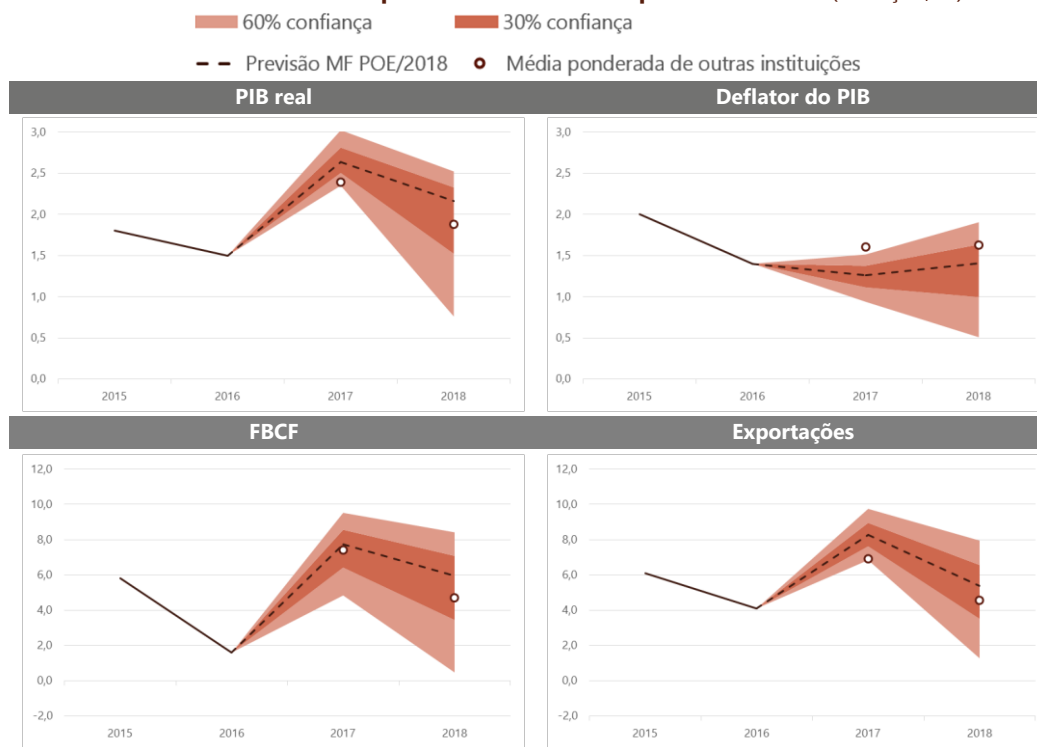 60% confiança 30% confiança
Previsão MF POE/2018 Média ponderada de outras instituições
PIB real Deflator do PIB
3,0 3,0
2,5 2,5
2,0 2,0
1,5 1,5
1,0 1,0
0,5 0,5
0,0 0,0
2015 2016 2017 2018 2015 2016 2017 2018
FBCF Exportações
12,0 12,0
10,0 10,0
8,0 8,0
6,0 6,0
4,0 4,0
2,0 2,0
0,0 0,0
-2,0 -2,0
2015 2016 2017 2018 2015 2016 2017 2018